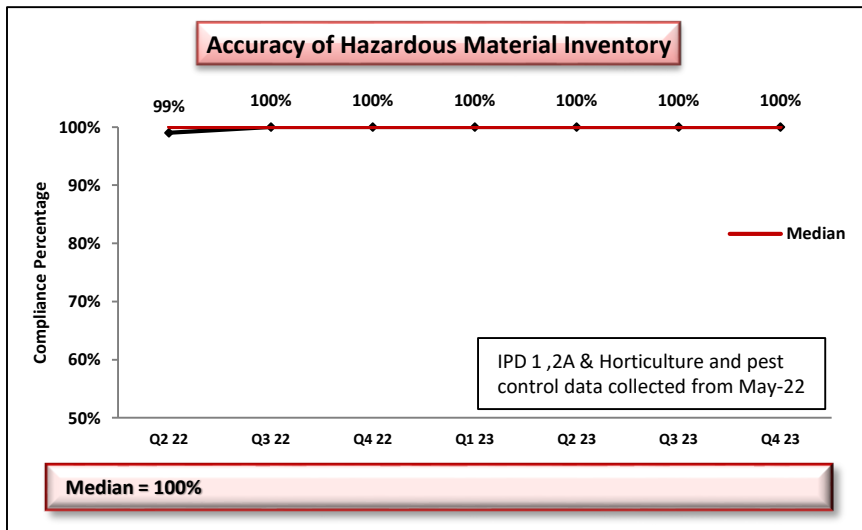 Accuracy of Hazardous Material Inventory
99% 100% 100% 100% 100% 100% 100%
100%
90%
80%
70%
60%
50%
Compliance Percentage
Median
IPD 1 ,2A & Horticulture and pest
control data collected from May-22
Q2 22 Q3 22 Q4 22 Q1 23 Q2 23 Q3 23 Q4 23
Median = 100%